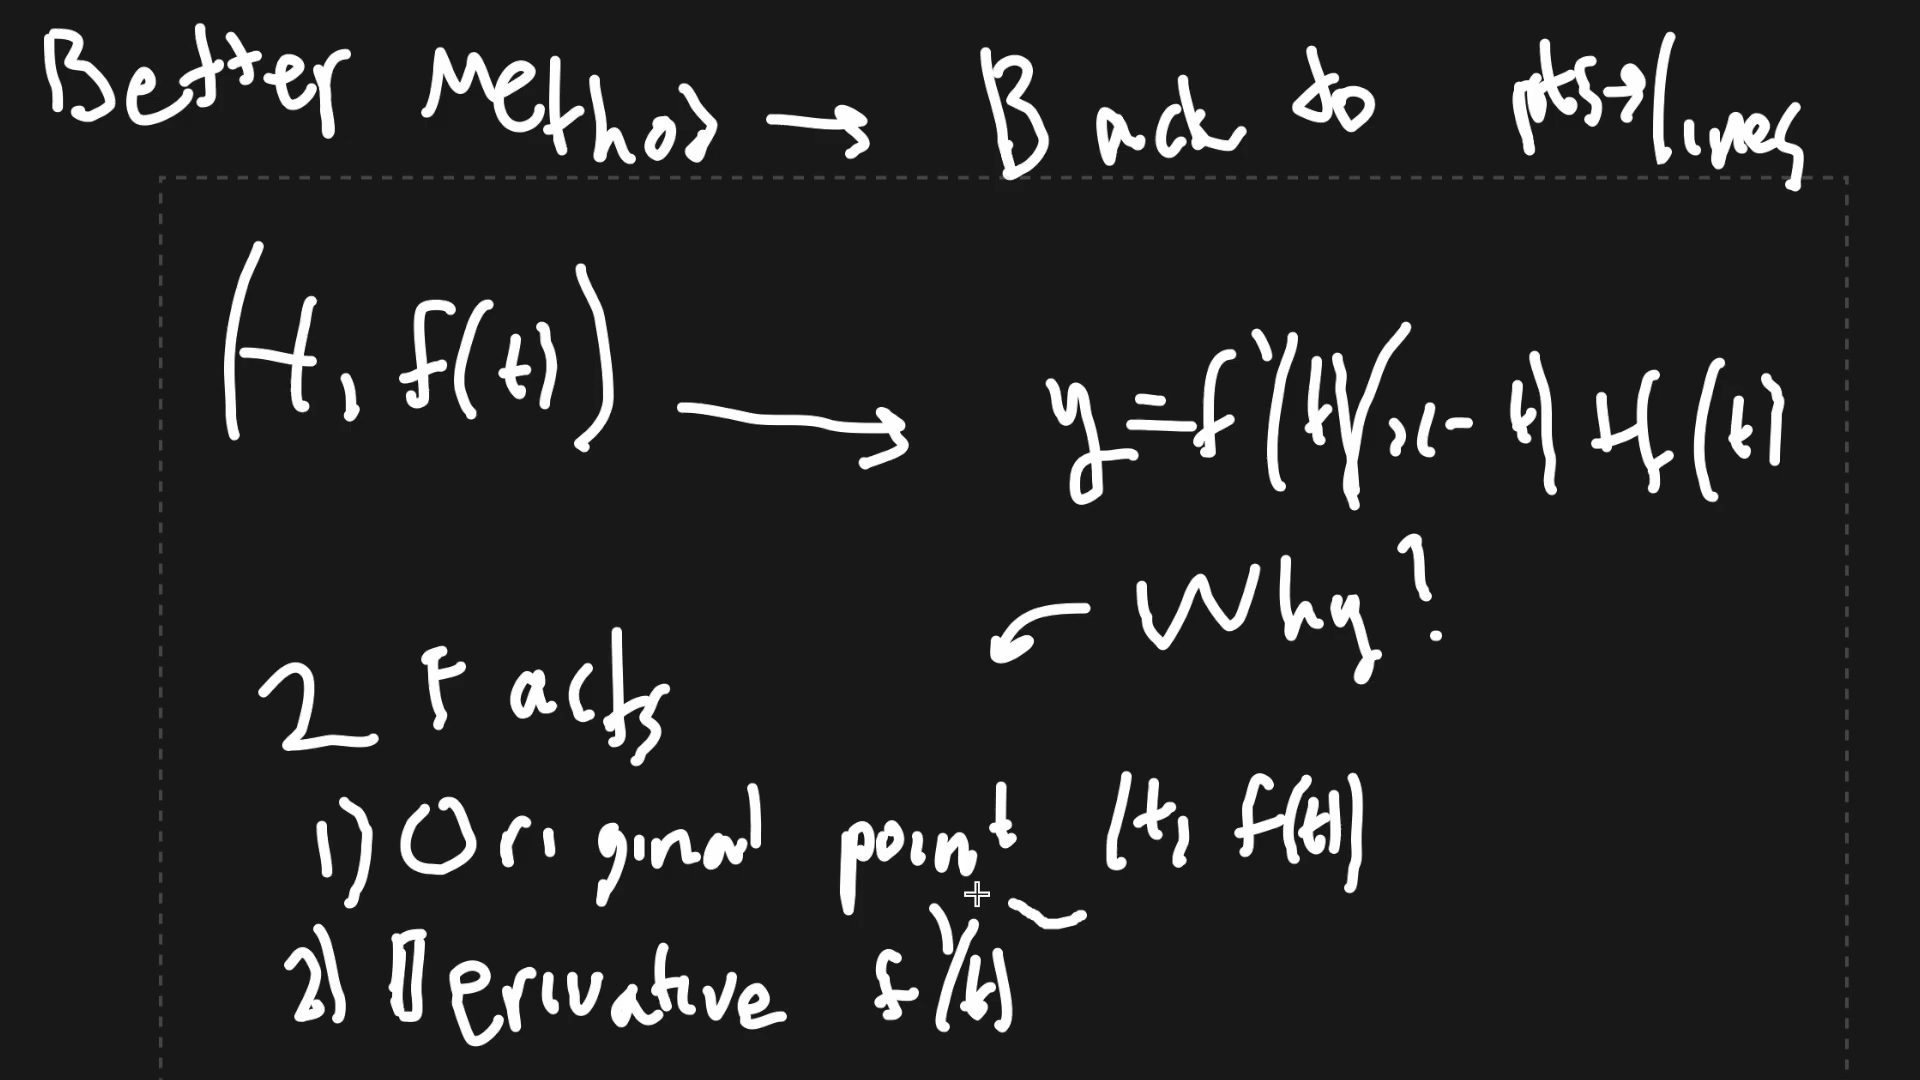 Better Method → Back to pts→lines
(t, f(t)) → y=f'(t)(x-t)+f(t)
Why?
2 Facts
1) Original point (t, f(t))
2) Derivative f'(t)